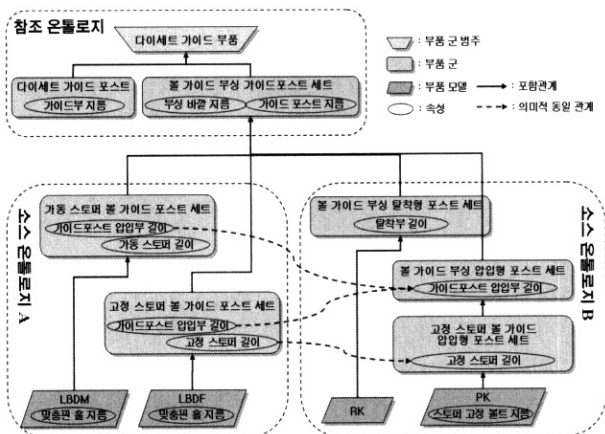 참조 온톨로지
다이세트 가이드 부품
다이세트 가이드 포스트
가이드부 지름
볼 가이드 부싱 가이드포스트 세트
부싱 바깥 지름
가이드 포스트 지름
: 부품 군 범주
: 부품 군
: 부품 모델
: 속성
: 포함관계
: 의미적 동일 관계
소스 온톨로지 A
가동 스토퍼 볼 가이드 포스트 세트
가이드포스트 압입부 길이
가동 스토퍼 길이
고정 스토퍼 볼 가이드 포스트 세트
가이드포스트 압입부 길이
고정 스토퍼 길이
LBDM
맞춤핀 홀 지름
LBDF
맞춤핀 홀 지름
소스 온톨로지 B
볼 가이드 부싱 탈착형 포스트 세트
탈착부 길이
볼 가이드 부싱 압입형 포스트 세트
가이드포스트 압입부 길이
고정 스토퍼 볼 가이드
압입형 포스트 세트
고정 스토퍼 길이
RK
PK
스토퍼 고정 볼트 지름